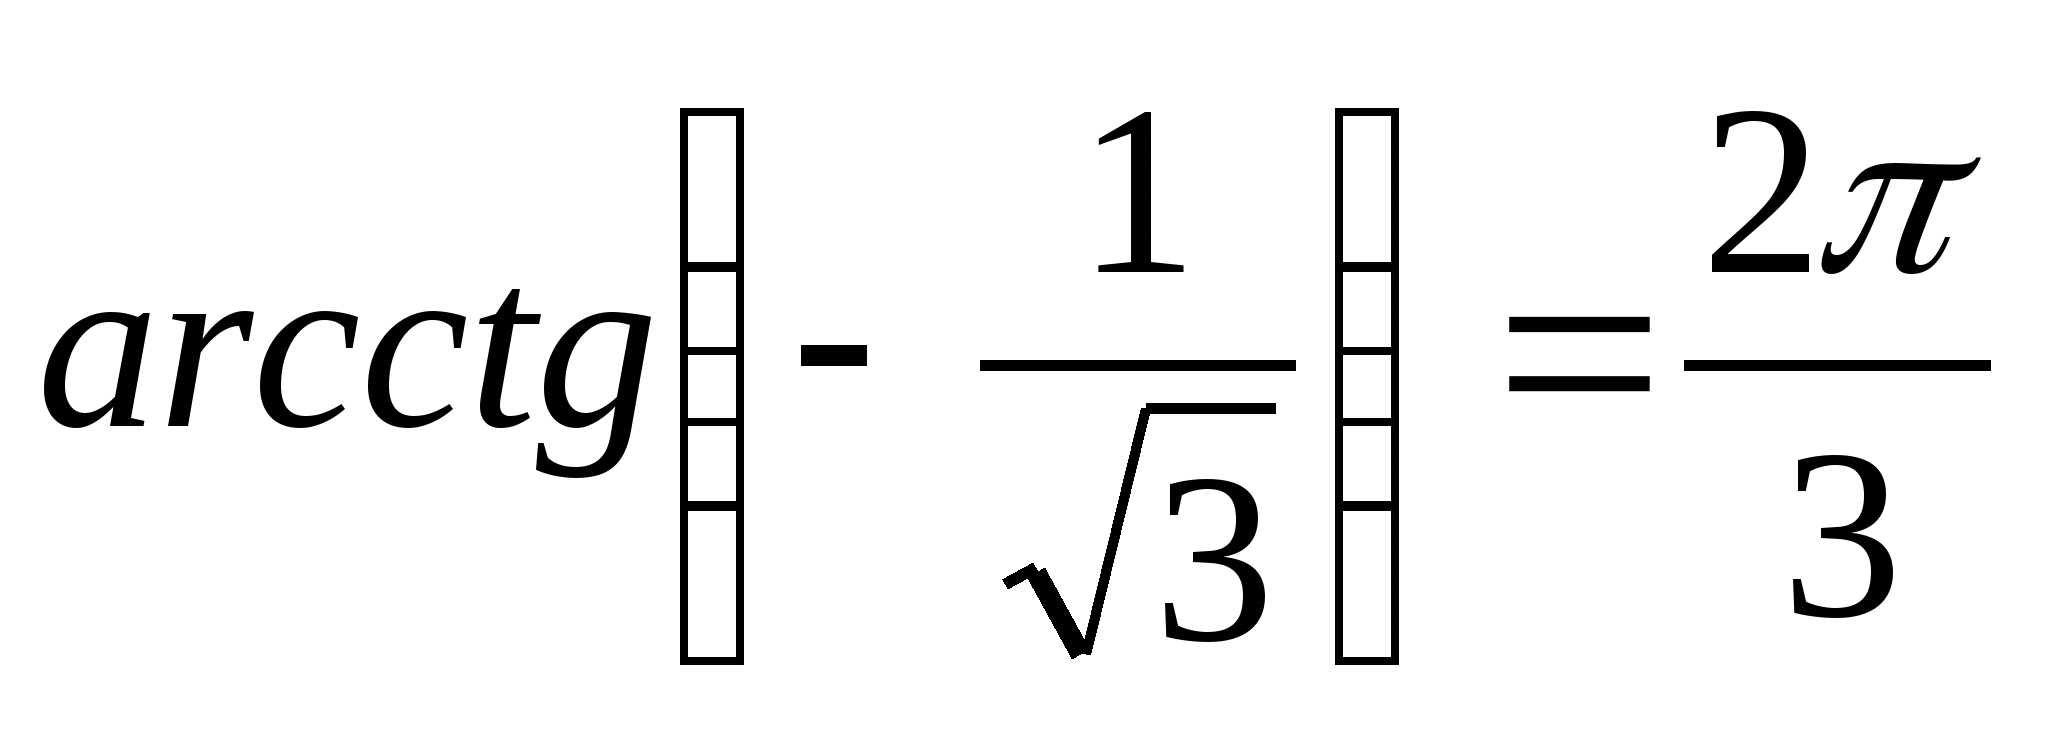 arcctg(-1/√3) = 2π/3